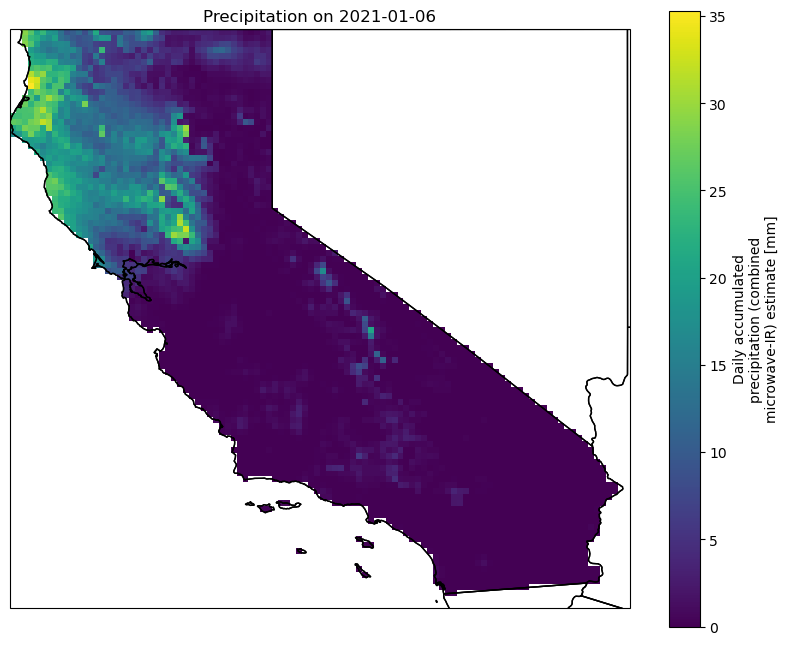 Precipitation on 2021-01-06
35
30
25
20
15
10
5
0
Daily accumulated
precipitation (combined
microwave-IR) estimate [mm]